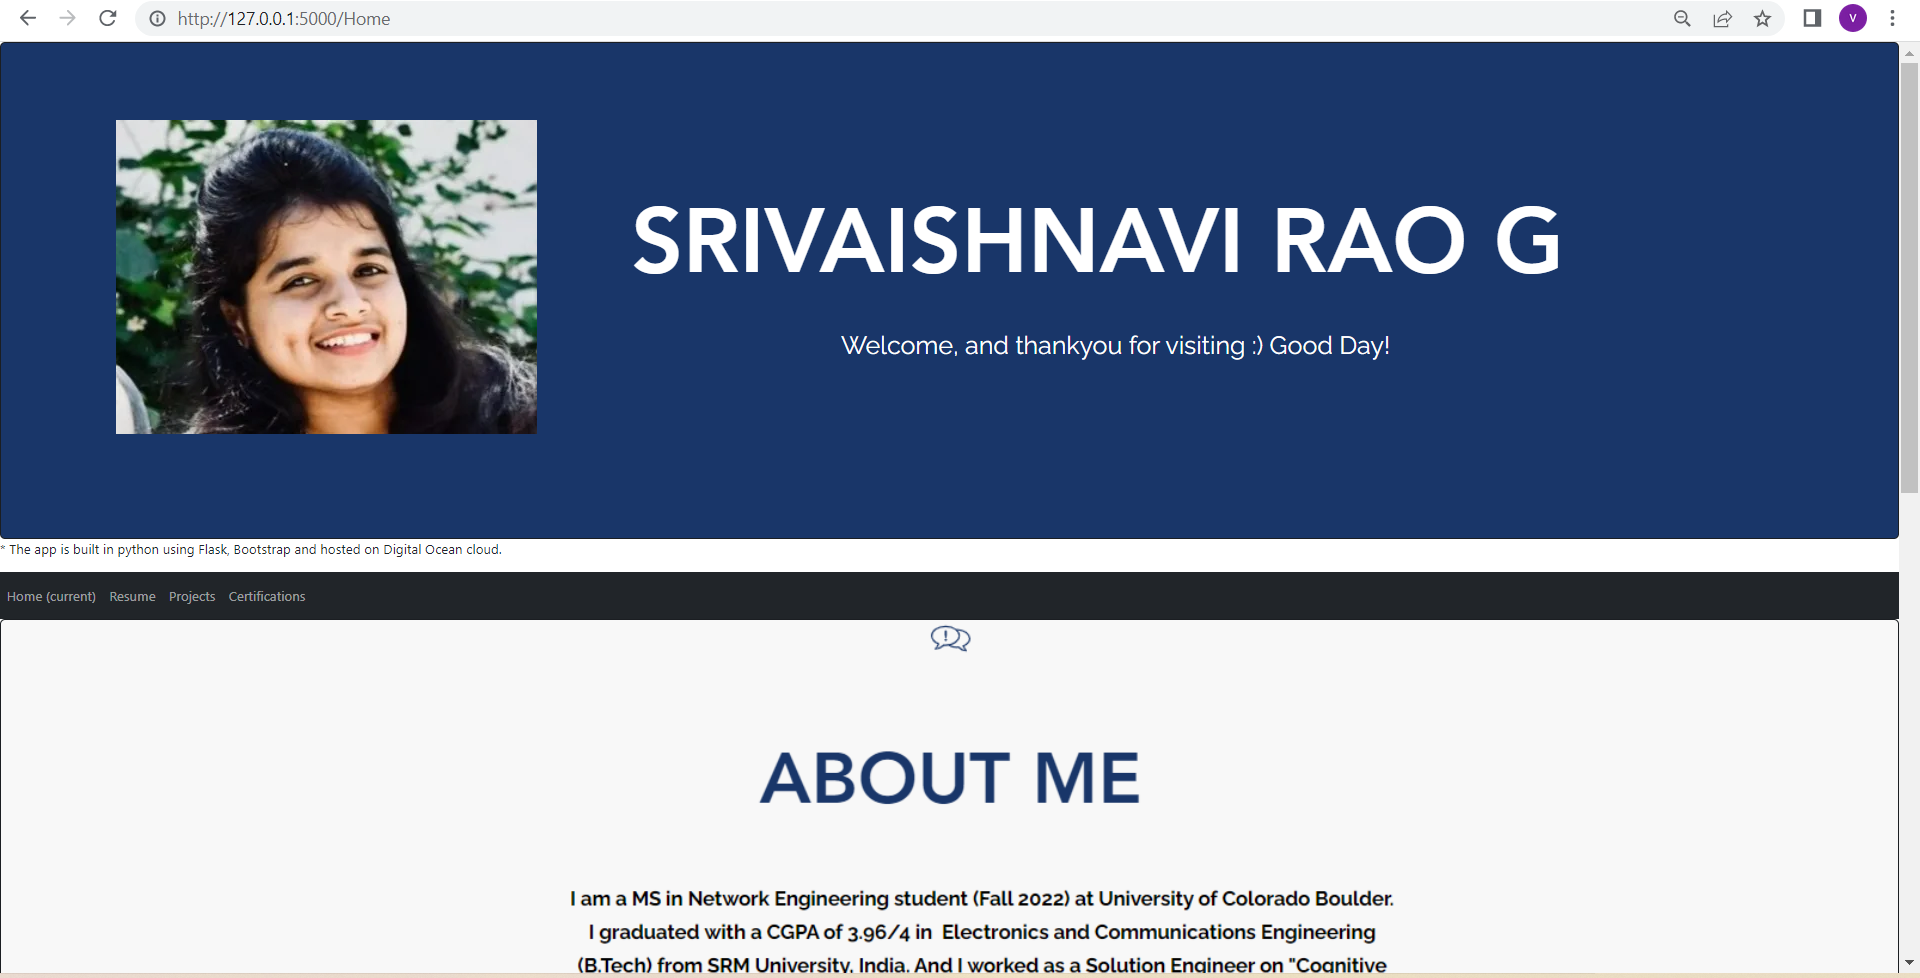 http://127.0.0.1:5000/Home
V
SRIVAISHNAVI RAO G
Welcome, and thankyou for visiting :) Good Day!
* The app is built in python using Flask, Bootstrap and hosted on Digital Ocean cloud.
Home (current) Resume Projects Certifications
ABOUT ME
I am a MS in Network Engineering student (Fall 2022) at University of Colorado Boulder.
I graduated with a CGPA of 3.96/4 in Electronics and Communications Engineering
(B.Tech) from SRM University, India. And I worked as a Solution Engineer on "Cognitive